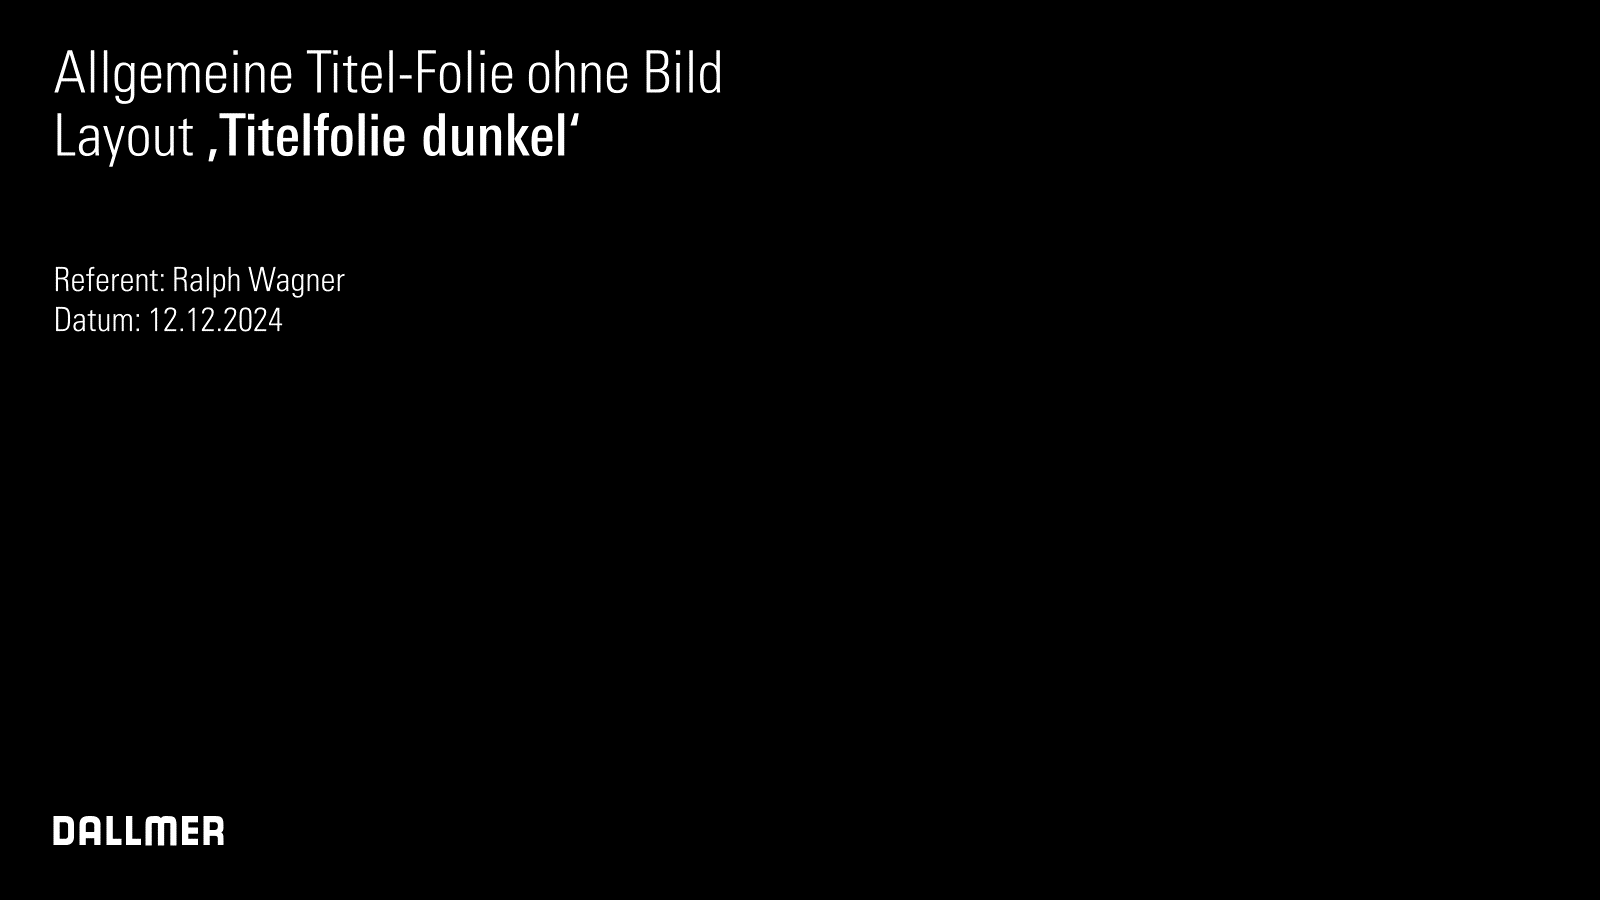 Allgemeine Titel-Folie ohne Bild
Layout ‚Titelfolie dunkel‘
Referent: Ralph Wagner
Datum: 12.12.2024
DALLMER